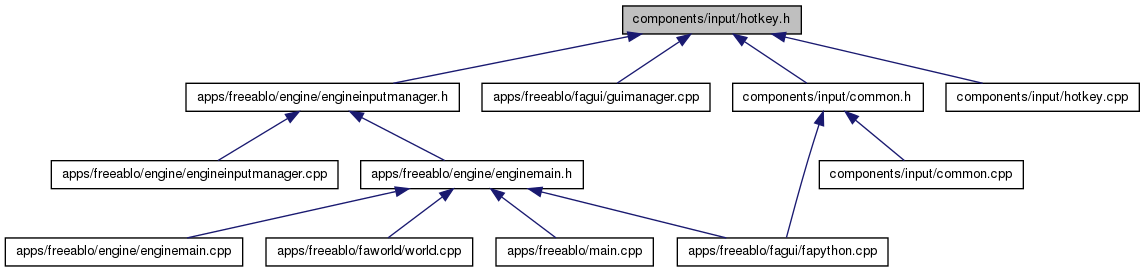 components/input/hotkey.h
apps/freeablo/engine/engineinputmanager.h
apps/freeablo/fagui/guimanager.cpp
components/input/common.h
components/input/hotkey.cpp
apps/freeablo/engine/engineinputmanager.cpp
apps/freeablo/engine/enginemain.h
components/input/common.cpp
apps/freeablo/engine/enginemain.cpp
apps/freeablo/faworld/world.cpp
apps/freeablo/main.cpp
apps/freeablo/fagui/fapython.cpp